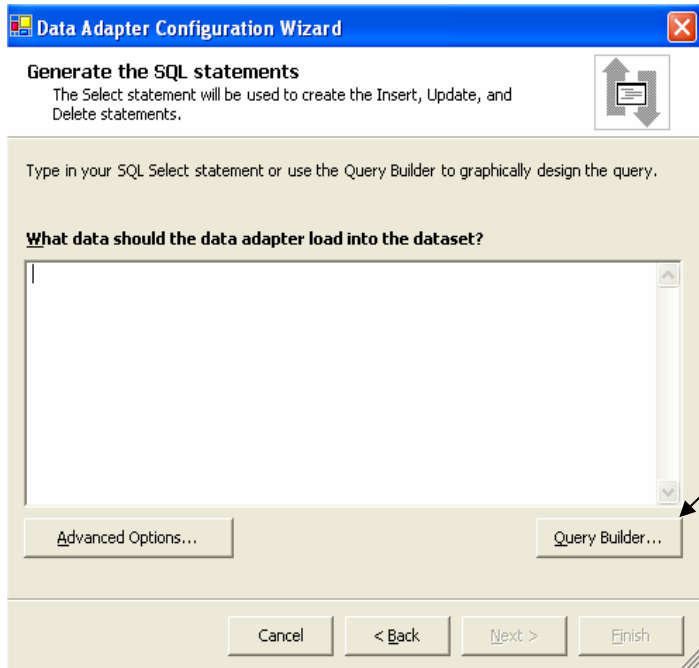 Data Adapter Configuration Wizard
Generate the SQL statements
The Select statement will be used to create the Insert, Update, and
Delete statements.
Type in your SQL Select statement or use the Query Builder to graphically design the query.
What data should the data adapter load into the dataset?
Advanced Options...
Query Builder...
Cancel
< Back
Next >
Finish